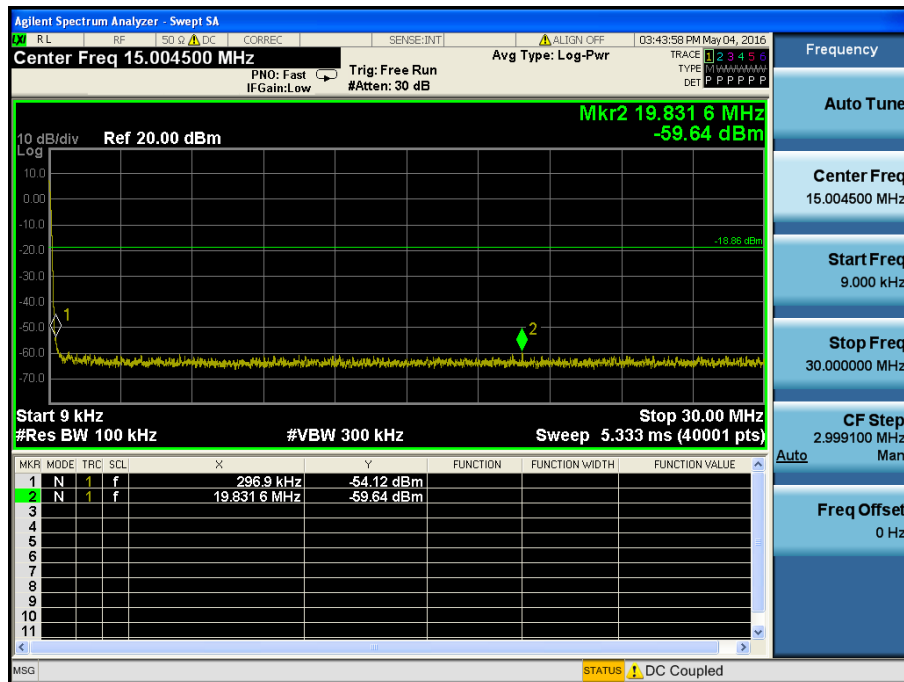 Agilent Spectrum Analyzer - Swept SA
LXI RL RF 50 Ω DC CORREC SENSE:INT ALIGN OFF 03:43:58 PM May 04, 2016
Center Freq 15.004500 MHz
PNO: Fast
IFGain:Low
Trig: Free Run
#Atten: 30 dB
Avg Type: Log-Pwr
TRACE 1 2 3 4 5 6
TYPE M W W W W W
DET P P P P P P
Mkr2 19.831 6 MHz
-59.64 dBm
10 dB/div
Log
Ref 20.00 dBm
10.0
0.00
-10.0
-18.86 dBm
-20.0
-30.0
-40.0
1
-50.0
2
-60.0
-70.0
Start 9 kHz
Stop 30.00 MHz
#Res BW 100 kHz
#VBW 300 kHz
Sweep 5.333 ms (40001 pts)
MKR MODE TRC SCL X Y FUNCTION FUNCTION WIDTH FUNCTION VALUE
1 N 1 f 296.9 kHz -54.12 dBm
2 N 1 f 19.831 6 MHz -59.64 dBm
3
4
5
6
7
8
9
10
11
MSG
STATUS DC Coupled
Frequency
Auto Tune
Center Freq
15.004500 MHz
Start Freq
9.000 kHz
Stop Freq
30.000000 MHz
CF Step
2.999100 MHz
Auto Man
Freq Offset
0 Hz